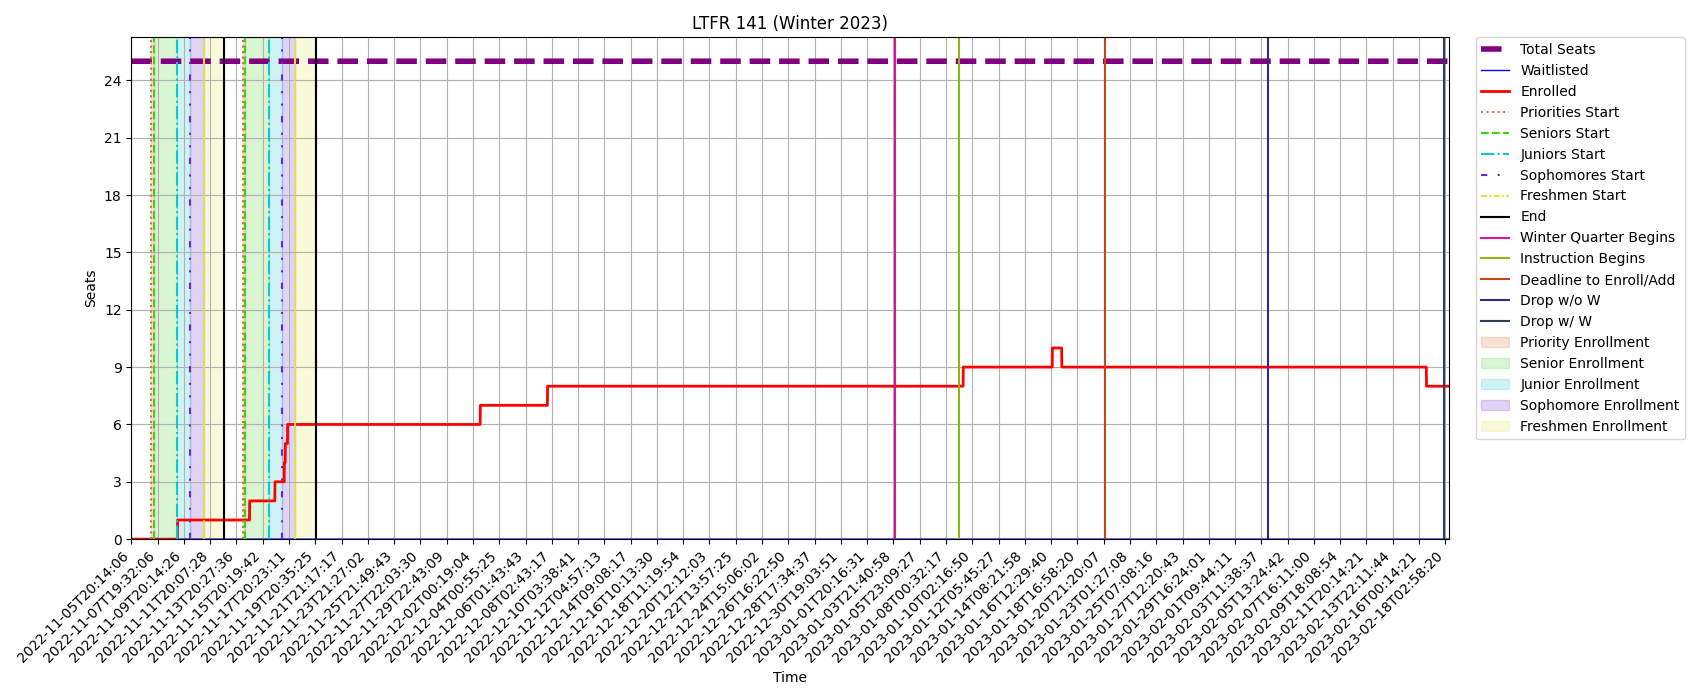 LTFR 141 (Winter 2023)
Seats
24
21
18
15
12
9
6
3
0
2022-11-05T20:14:06
2022-11-07T19:32:06
2022-11-09T20:14:26
2022-11-11T20:07:28
2022-11-13T20:27:36
2022-11-15T20:19:42
2022-11-17T20:23:11
2022-11-19T20:35:25
2022-11-21T21:17:17
2022-11-23T21:27:02
2022-11-25T21:49:43
2022-11-27T22:03:30
2022-11-29T22:43:09
2022-12-02T00:19:04
2022-12-04T00:55:25
2022-12-06T01:43:43
2022-12-08T02:43:17
2022-12-10T03:38:41
2022-12-12T04:57:13
2022-12-14T09:08:17
2022-12-16T10:13:30
2022-12-18T11:19:54
2022-12-20T12:12:03
2022-12-22T13:57:25
2022-12-24T15:06:02
2022-12-26T16:22:50
2022-12-28T17:34:37
2022-12-30T19:03:51
2023-01-01T20:16:31
2023-01-03T21:40:58
2023-01-05T23:09:27
2023-01-08T00:32:17
2023-01-10T02:16:50
2023-01-12T05:45:27
2023-01-14T08:21:58
2023-01-16T12:29:40
2023-01-18T16:58:20
2023-01-20T21:20:07
2023-01-23T01:27:08
2023-01-25T07:08:16
2023-01-27T12:20:43
2023-01-29T16:24:01
2023-02-01T09:44:11
2023-02-03T11:38:37
2023-02-05T13:24:42
2023-02-07T16:11:00
2023-02-09T18:08:54
2023-02-11T20:14:21
2023-02-13T22:11:44
2023-02-16T00:14:21
2023-02-18T02:58:20
Time
Total Seats
Waitlisted
Enrolled
Priorities Start
Seniors Start
Juniors Start
Sophomores Start
Freshmen Start
End
Winter Quarter Begins
Instruction Begins
Deadline to Enroll/Add
Drop w/o W
Drop w/ W
Priority Enrollment
Senior Enrollment
Junior Enrollment
Sophomore Enrollment
Freshmen Enrollment